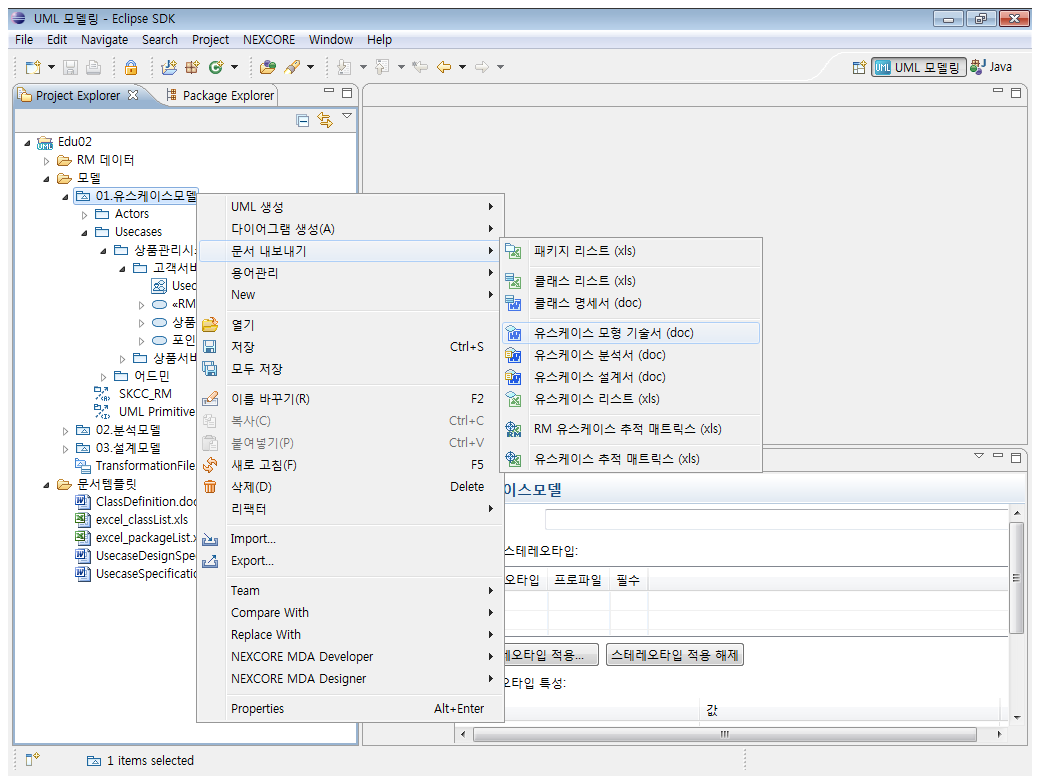 UML 모델링 - Eclipse SDK
File Edit Navigate Search Project NEXCORE Window Help
UML 모델링 Java
Project Explorer Package Explorer
Edu02
RM 데이터
모델
01.유스케이스모델
Actors
Usecases
상품관리시
고객서비
Usec
«RM
상품
포인
상품서비
어드민
SKCC_RM
UML Primitive
02.분석모델
03.설계모델
TransformationFile
문서템플릿
ClassDefinition.doc
excel_classList.xls
excel_packageList.x
UsecaseDesignSpe
UsecaseSpecificatio
UML 생성
다이어그램 생성(A)
문서 내보내기
용어관리
New
열기
저장 Ctrl+S
모두 저장
이름 바꾸기(R) F2
복사(C) Ctrl+C
붙여넣기(P) Ctrl+V
새로 고침(F) F5
삭제(D) Delete
리팩터
Import...
Export...
Team
Compare With
Replace With
NEXCORE MDA Developer
NEXCORE MDA Designer
Properties Alt+Enter
패키지 리스트 (xls)
클래스 리스트 (xls)
클래스 명세서 (doc)
유스케이스 모형 기술서 (doc)
유스케이스 분석서 (doc)
유스케이스 설계서 (doc)
유스케이스 리스트 (xls)
RM 유스케이스 추적 매트릭스 (xls)
유스케이스 추적 매트릭스 (xls)
이스모델
스테레오타입:
오타입 프로파일 필수
레오타입 적용... 스테레오타입 적용 해제
오타입 특성:
값
1 items selected